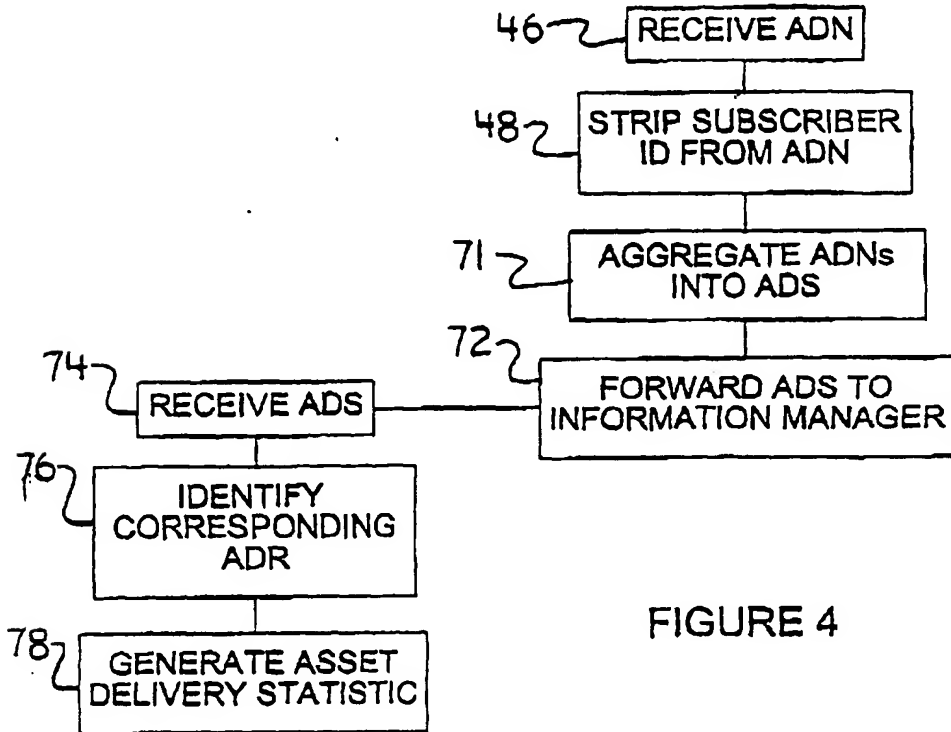 46
RECEIVE ADN
48
STRIP SUBSCRIBER
ID FROM ADN
71
AGGREGATE ADNs
INTO ADS
72
FORWARD ADS TO
INFORMATION MANAGER
74
RECEIVE ADS
76
IDENTIFY
CORRESPONDING
ADR
78
GENERATE ASSET
DELIVERY STATISTIC
FIGURE 4